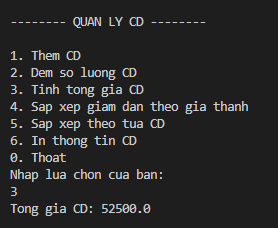 -------- QUAN LY CD --------
1. Them CD
2. Dem so luong CD
3. Tinh tong gia CD
4. Sap xep giam dan theo gia thanh
5. Sap xep theo tua CD
6. In thong tin CD
0. Thoat
Nhap lua chon cua ban:
3
Tong gia CD: 52500.0